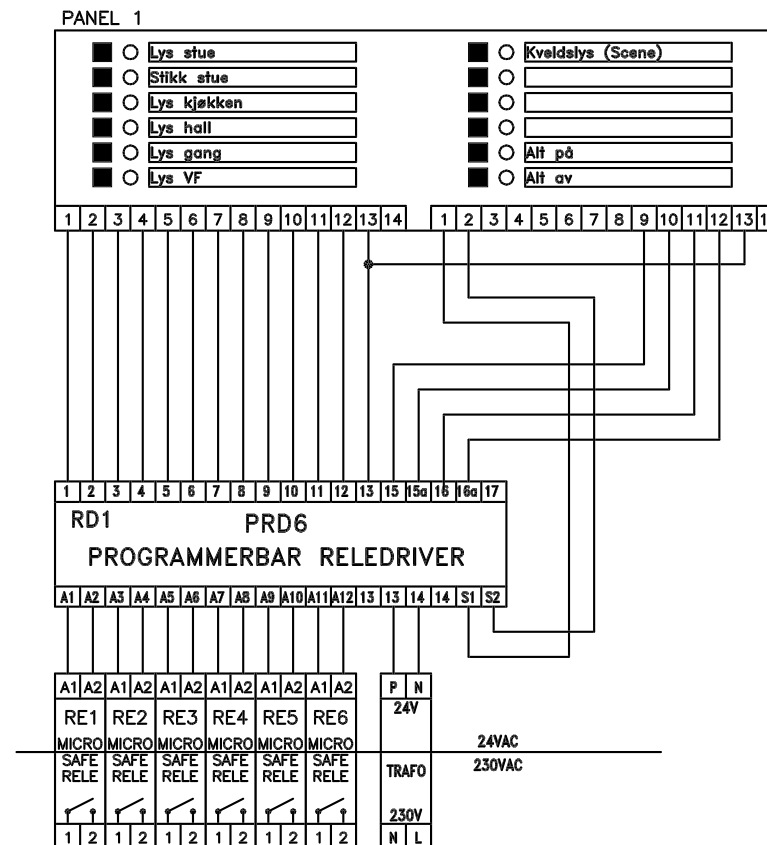 PANEL 1
Lys stue
Stikk stue
Lys kjøkken
Lys hall
Lys gang
Lys VF
Kveldslys (Scene)
Alt på
Alt av
1 2 3 4 5 6 7 8 9 10 11 12 13 14
1 2 3 4 5 6 7 8 9 10 11 12 13
1 2 3 4 5 6 7 8 9 10 11 12 13 15 15a 16 16a 17
RD1 PRD6
PROGRAMMERBAR RELEDRIVER
A1 A2 A3 A4 A5 A6 A7 A8 A9 A10 A11 A12 13 13 14 14 S1 S2
A1 A2 A1 A2 A1 A2 A1 A2 A1 A2 A1 A2 P N
24V
RE1 RE2 RE3 RE4 RE5 RE6
MICRO MICRO MICRO MICRO MICRO MICRO
24VAC
SAFE SAFE SAFE SAFE SAFE SAFE
230VAC
RELE RELE RELE RELE RELE RELE
TRAFO
230V
1 2 1 2 1 2 1 2 1 2 1 2 N L